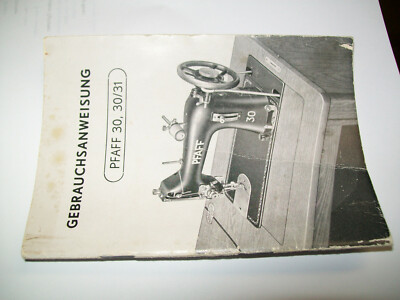 GEBRAUCHSANWEISUNG
PFAFF 30, 30/31
PFAFF
30